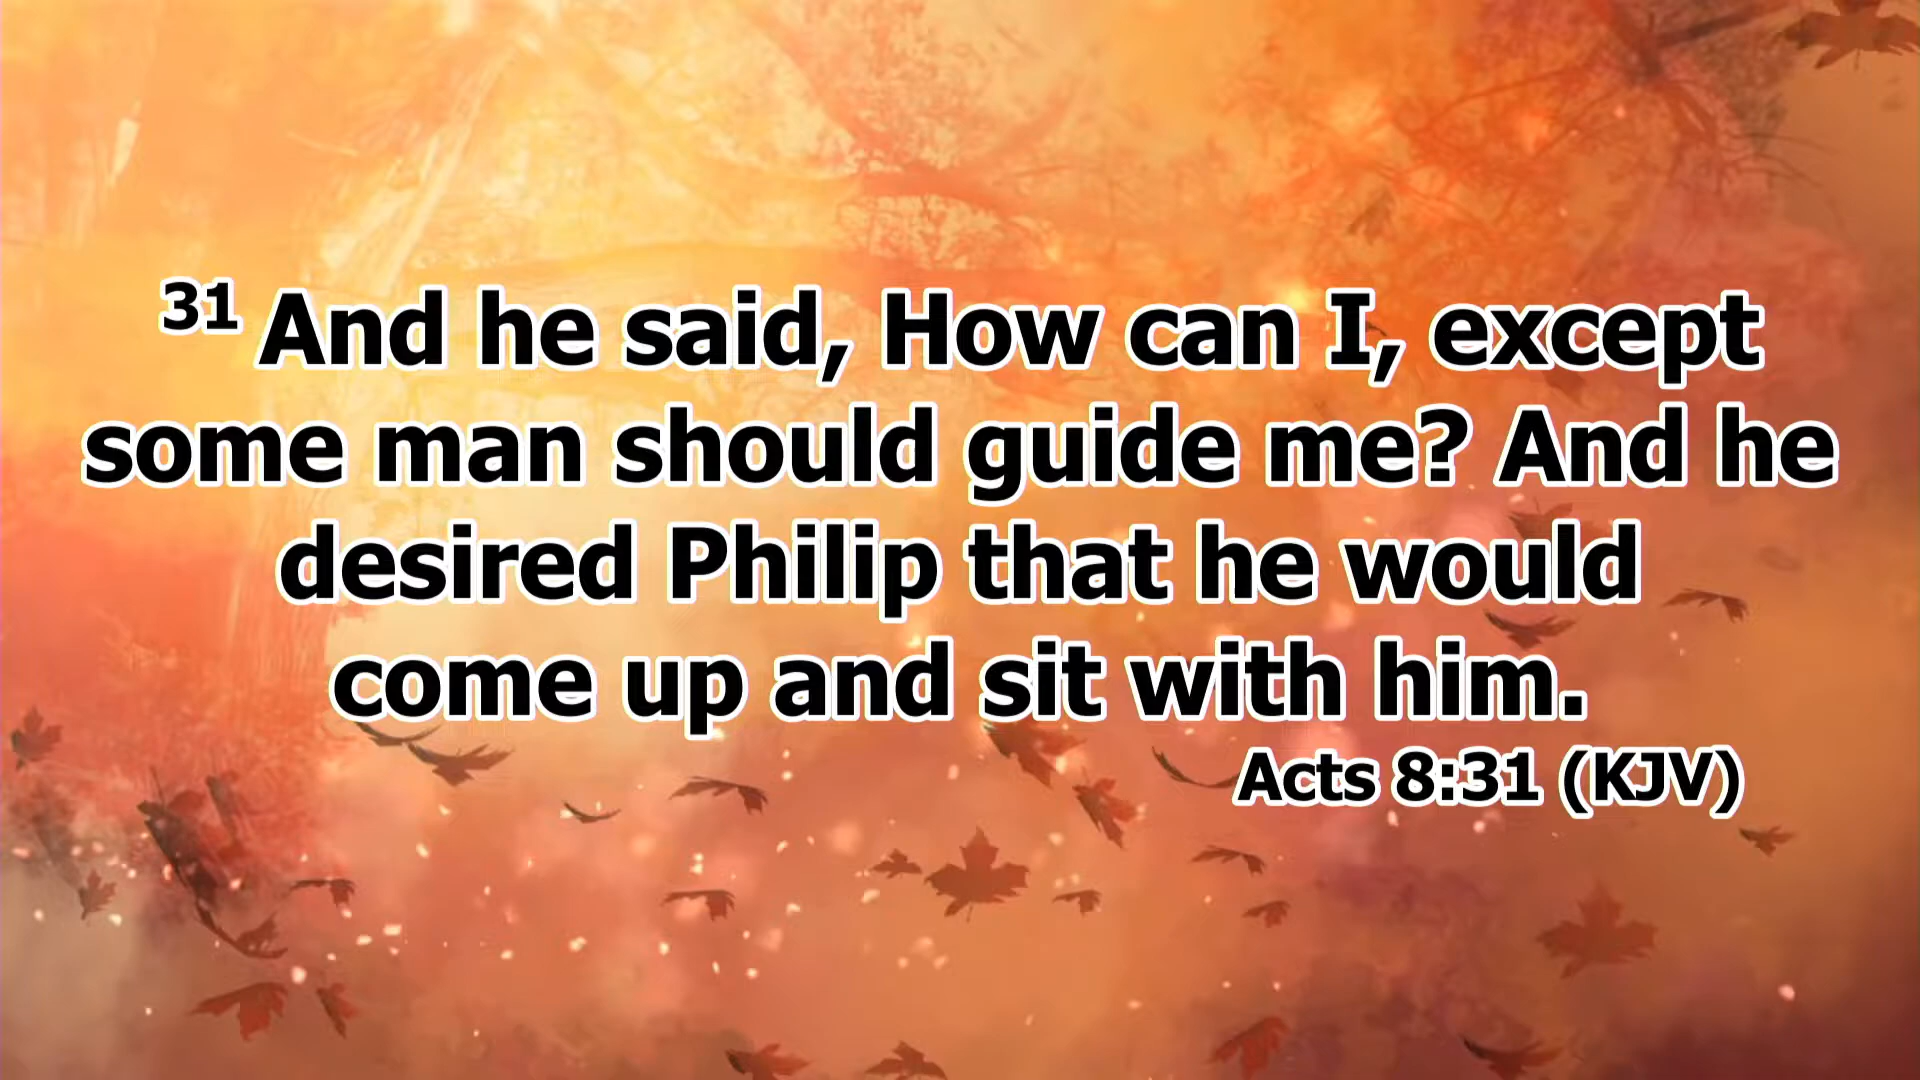 31 And he said, How can I, except
some man should guide me? And he
desired Philip that he would
come up and sit with him.
Acts 8:31 (KJV)